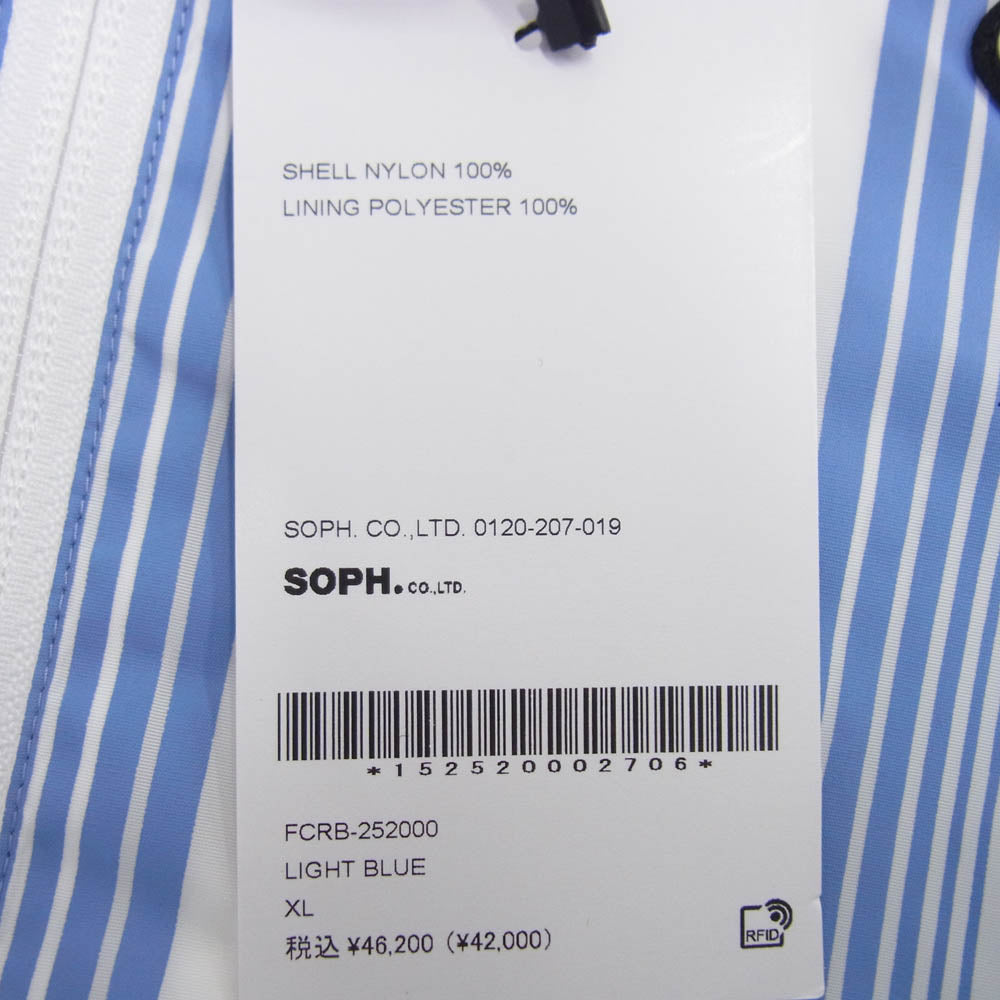 SHELL NYLON 100%
LINING POLYESTER 100%
SOPH. CO.,LTD. 0120-207-019
SOPH. CO.,LTD.
*152520002706*
FCRB-252000
LIGHT BLUE
XL
税込 ¥46,200 (¥42,000)
RFID